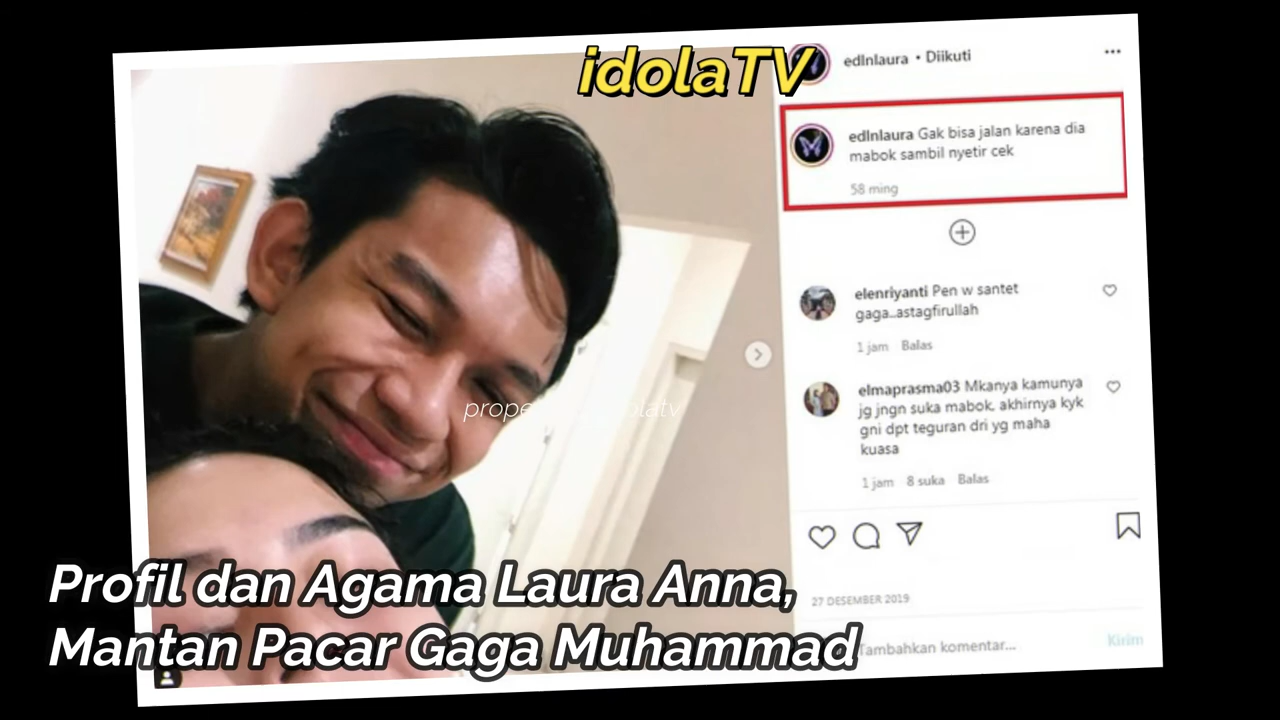 idolaTV
edlnlaura • Diikuti
edlnlaura Gak bisa jalan karena dia
mabok sambil nyetir cek
58 ming
elenriyanti Pen w santet
gaga..astagfirullah
1 jam Balas
elmaprasma03 Mkanya kamunya
jg jngn suka mabok. akhirnya kyk
gni dpt teguran dri yg maha
kuasa
1 jam 8 suka Balas
27 DESEMBER 2019
Tambahkan komentar... Kirim
Profil dan Agama Laura Anna,
Mantan Pacar Gaga Muhammad